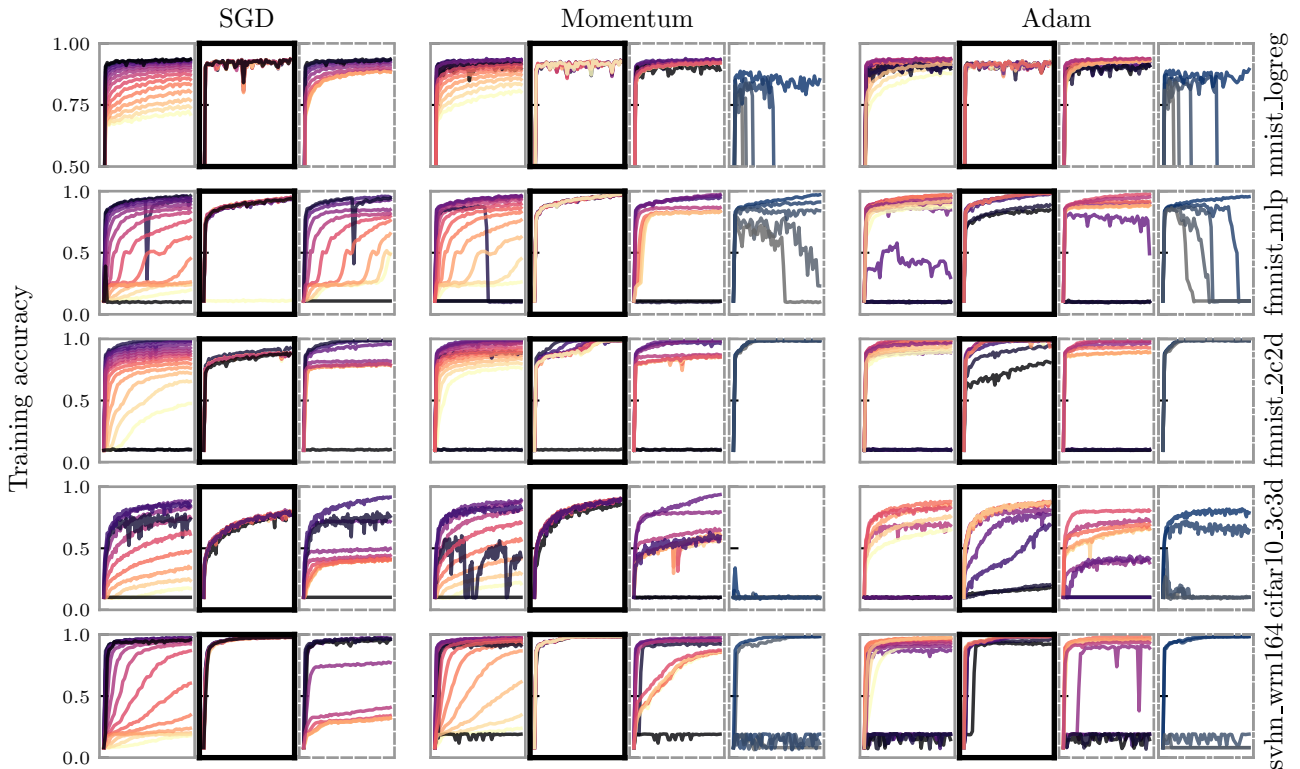 SGD
Momentum
Adam
Training accuracy
1.00
0.75
0.50
mnist_logreg
1.0
0.5
0.0
fmnist_mlp
1.0
0.5
0.0
fmnist_2c2d
1.0
0.5
0.0
cifar10_3c3d
1.0
0.5
0.0
svhn_wrn164